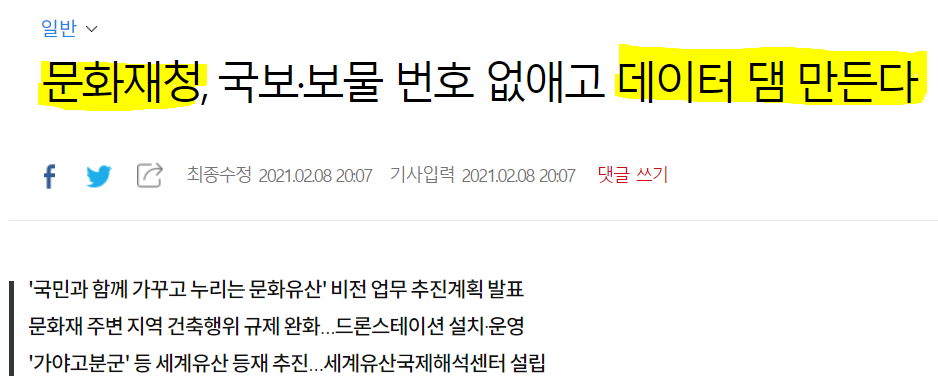 일반
문화재청, 국보·보물 번호 없애고 데이터 댐 만든다
최종수정 2021.02.08 20:07 기사입력 2021.02.08 20:07 댓글 쓰기
'국민과 함께 가꾸고 누리는 문화유산' 비전 업무 추진계획 발표
문화재 주변 지역 건축행위 규제 완화...드론스테이션 설치·운영
'가야고분군' 등 세계유산 등재 추진...세계유산국제해석센터 설립